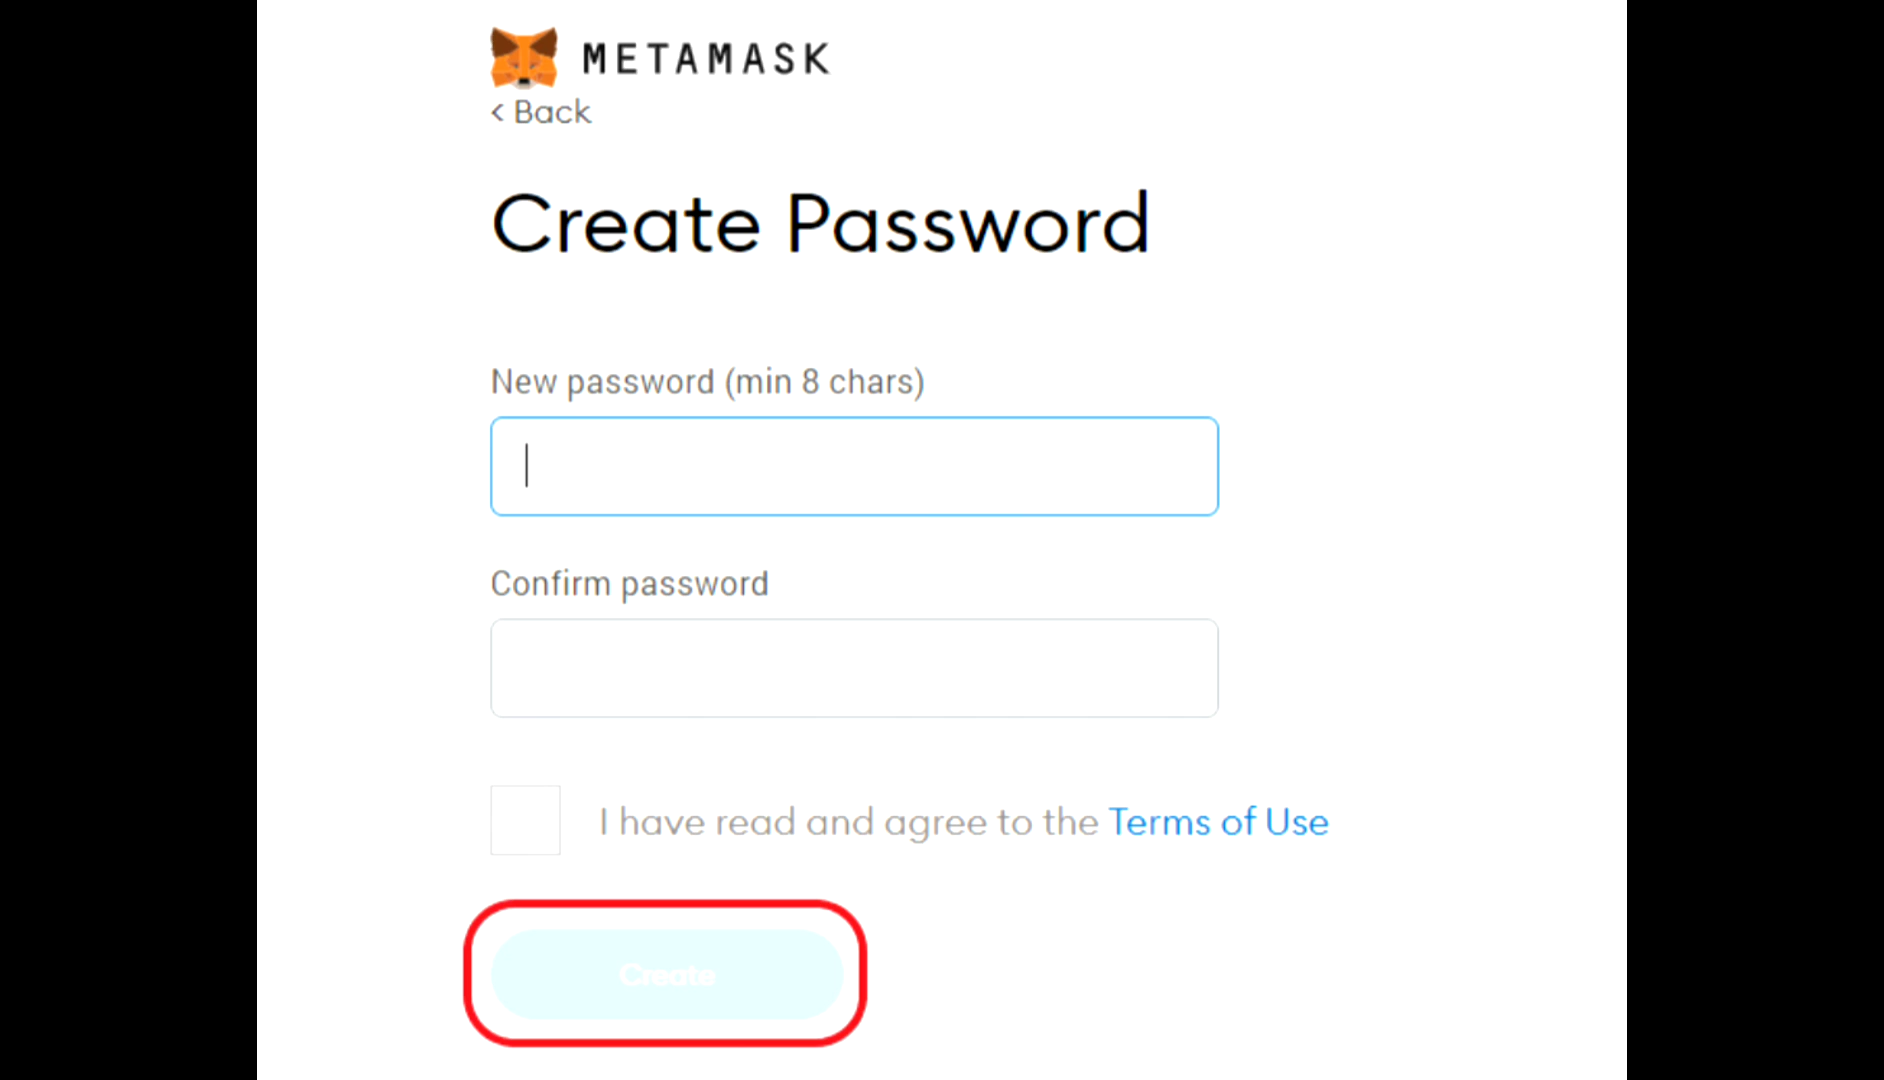 METAMASK
< Back
Create Password
New password (min 8 chars)
Confirm password
I have read and agree to the Terms of Use
Create